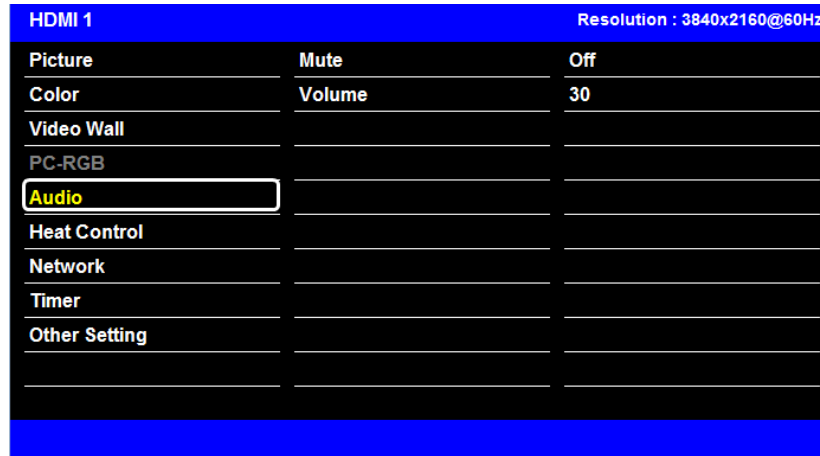 HDMI 1 Resolution : 3840x2160@60Hz
Picture Mute Off
Color Volume 30
Video Wall
PC-RGB
Audio
Heat Control
Network
Timer
Other Setting